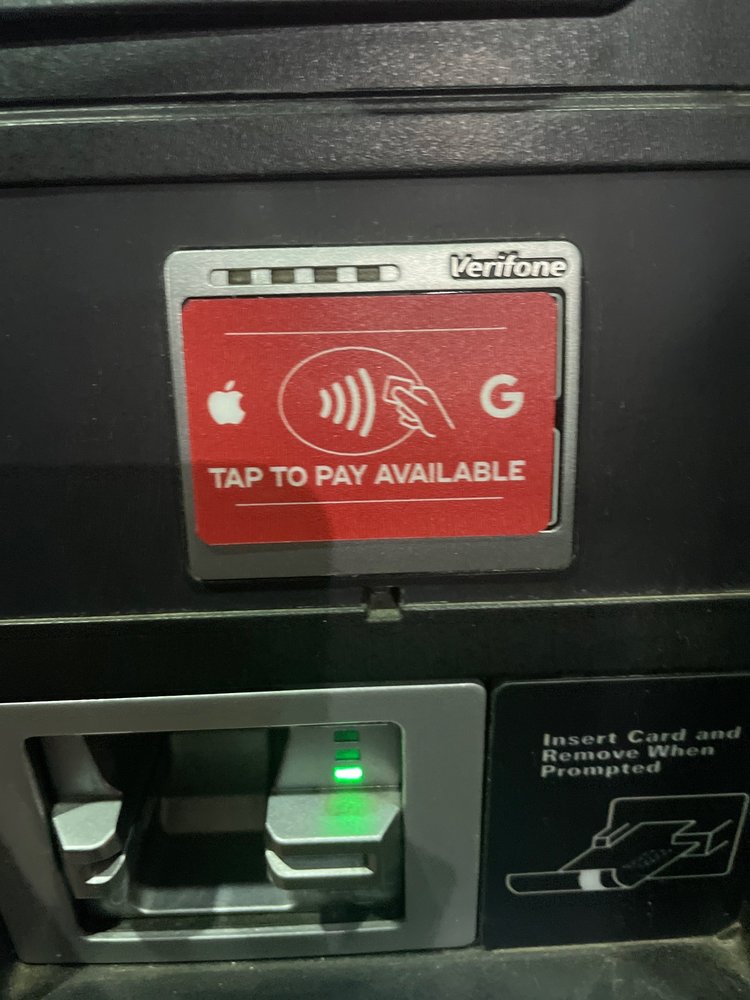 Verifone
G
TAP TO PAY AVAILABLE
Insert Card and
Remove When
Prompted